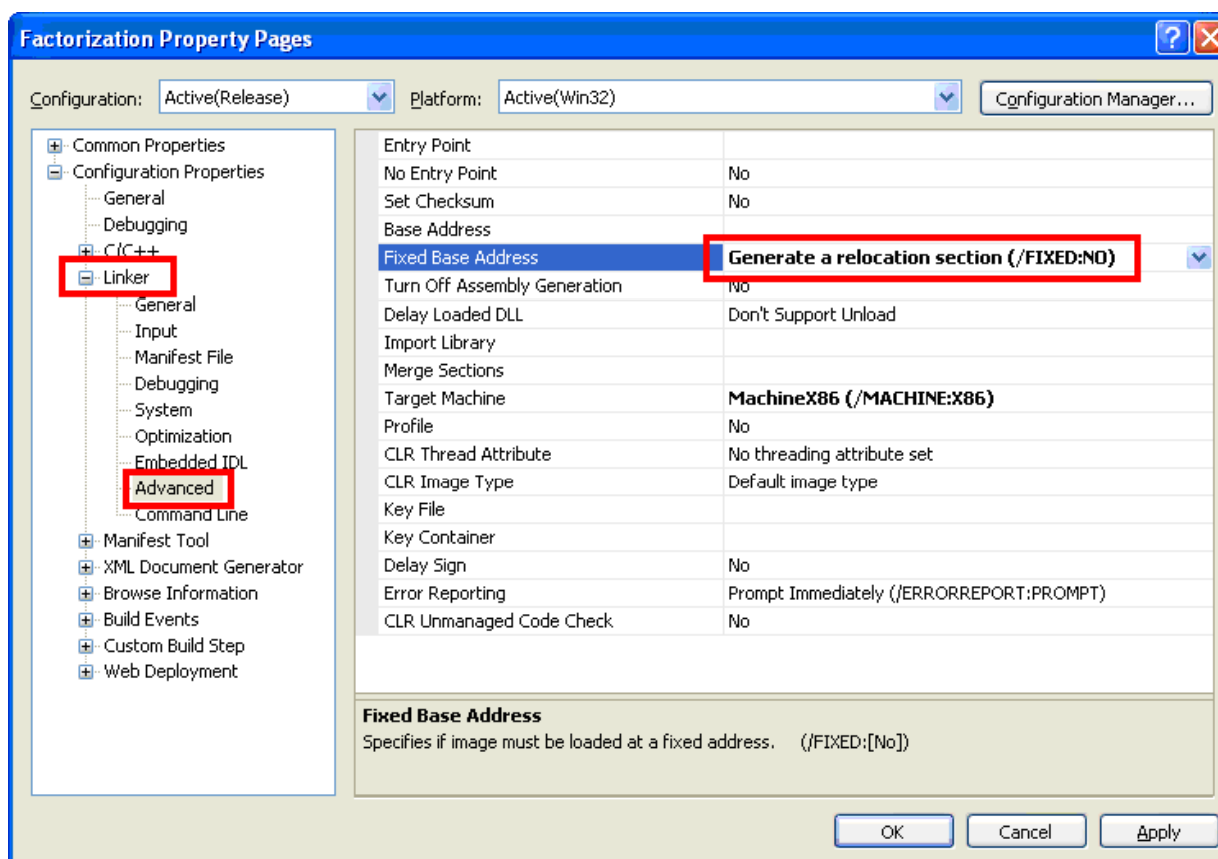 Factorization Property Pages
Configuration: Active(Release) Platform: Active(Win32) Configuration Manager...
Common Properties
Configuration Properties
General
Debugging
C/C++
Linker
General
Input
Manifest File
Debugging
System
Optimization
Embedded IDL
Advanced
Command Line
Manifest Tool
XML Document Generator
Browse Information
Build Events
Custom Build Step
Web Deployment
Entry Point
No Entry Point No
Set Checksum No
Base Address
Fixed Base Address Generate a relocation section (/FIXED:NO)
Turn Off Assembly Generation No
Delay Loaded DLL Don't Support Unload
Import Library
Merge Sections
Target Machine MachineX86 (/MACHINE:X86)
Profile No
CLR Thread Attribute No threading attribute set
CLR Image Type Default image type
Key File
Key Container
Delay Sign No
Error Reporting Prompt Immediately (/ERRORREPORT:PROMPT)
CLR Unmanaged Code Check No
Fixed Base Address
Specifies if image must be loaded at a fixed address. (/FIXED:[No])
OK Cancel Apply